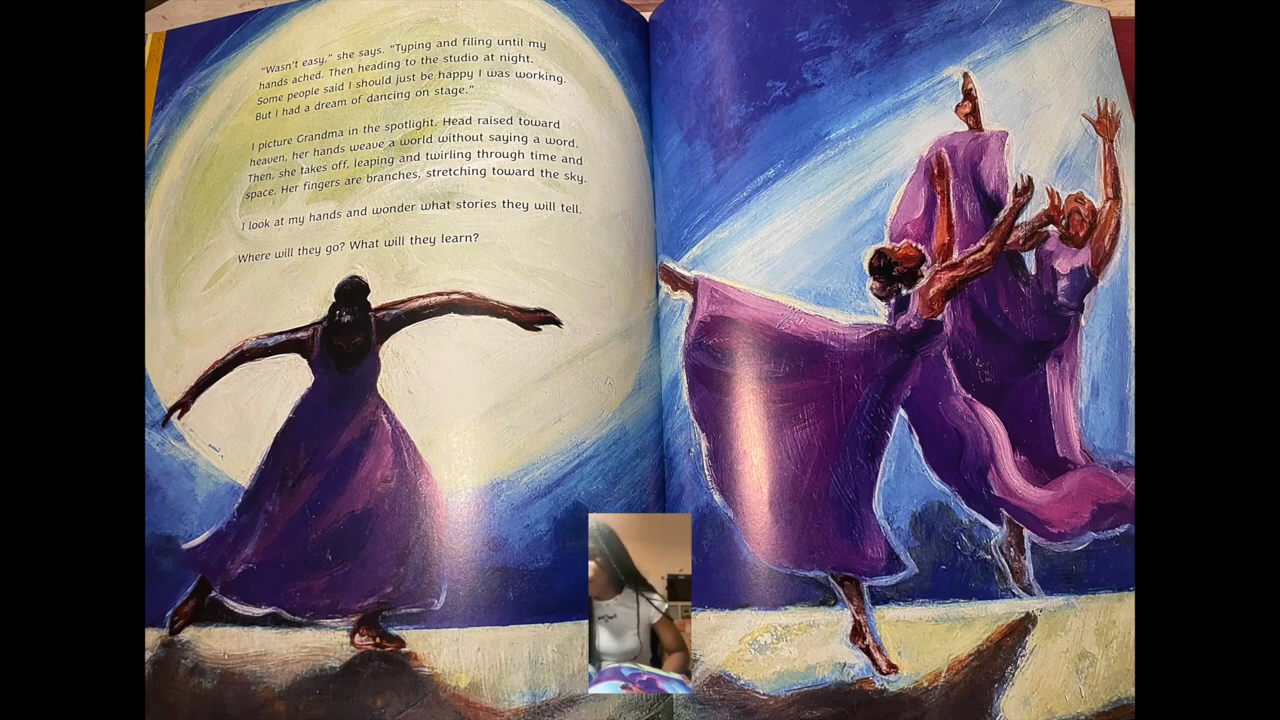 "Wasn't easy," she says. "Typing and filing until my
hands ached. Then heading to the studio at night.
Some people said I should just be happy I was working.
But I had a dream of dancing on stage."
I picture Grandma in the spotlight. Head raised toward
heaven, her hands weave a world without saying a word.
Then, she takes off, leaping and twirling through time and
space. Her fingers are branches, stretching toward the sky.
I look at my hands and wonder what stories they will tell.
Where will they go? What will they learn?